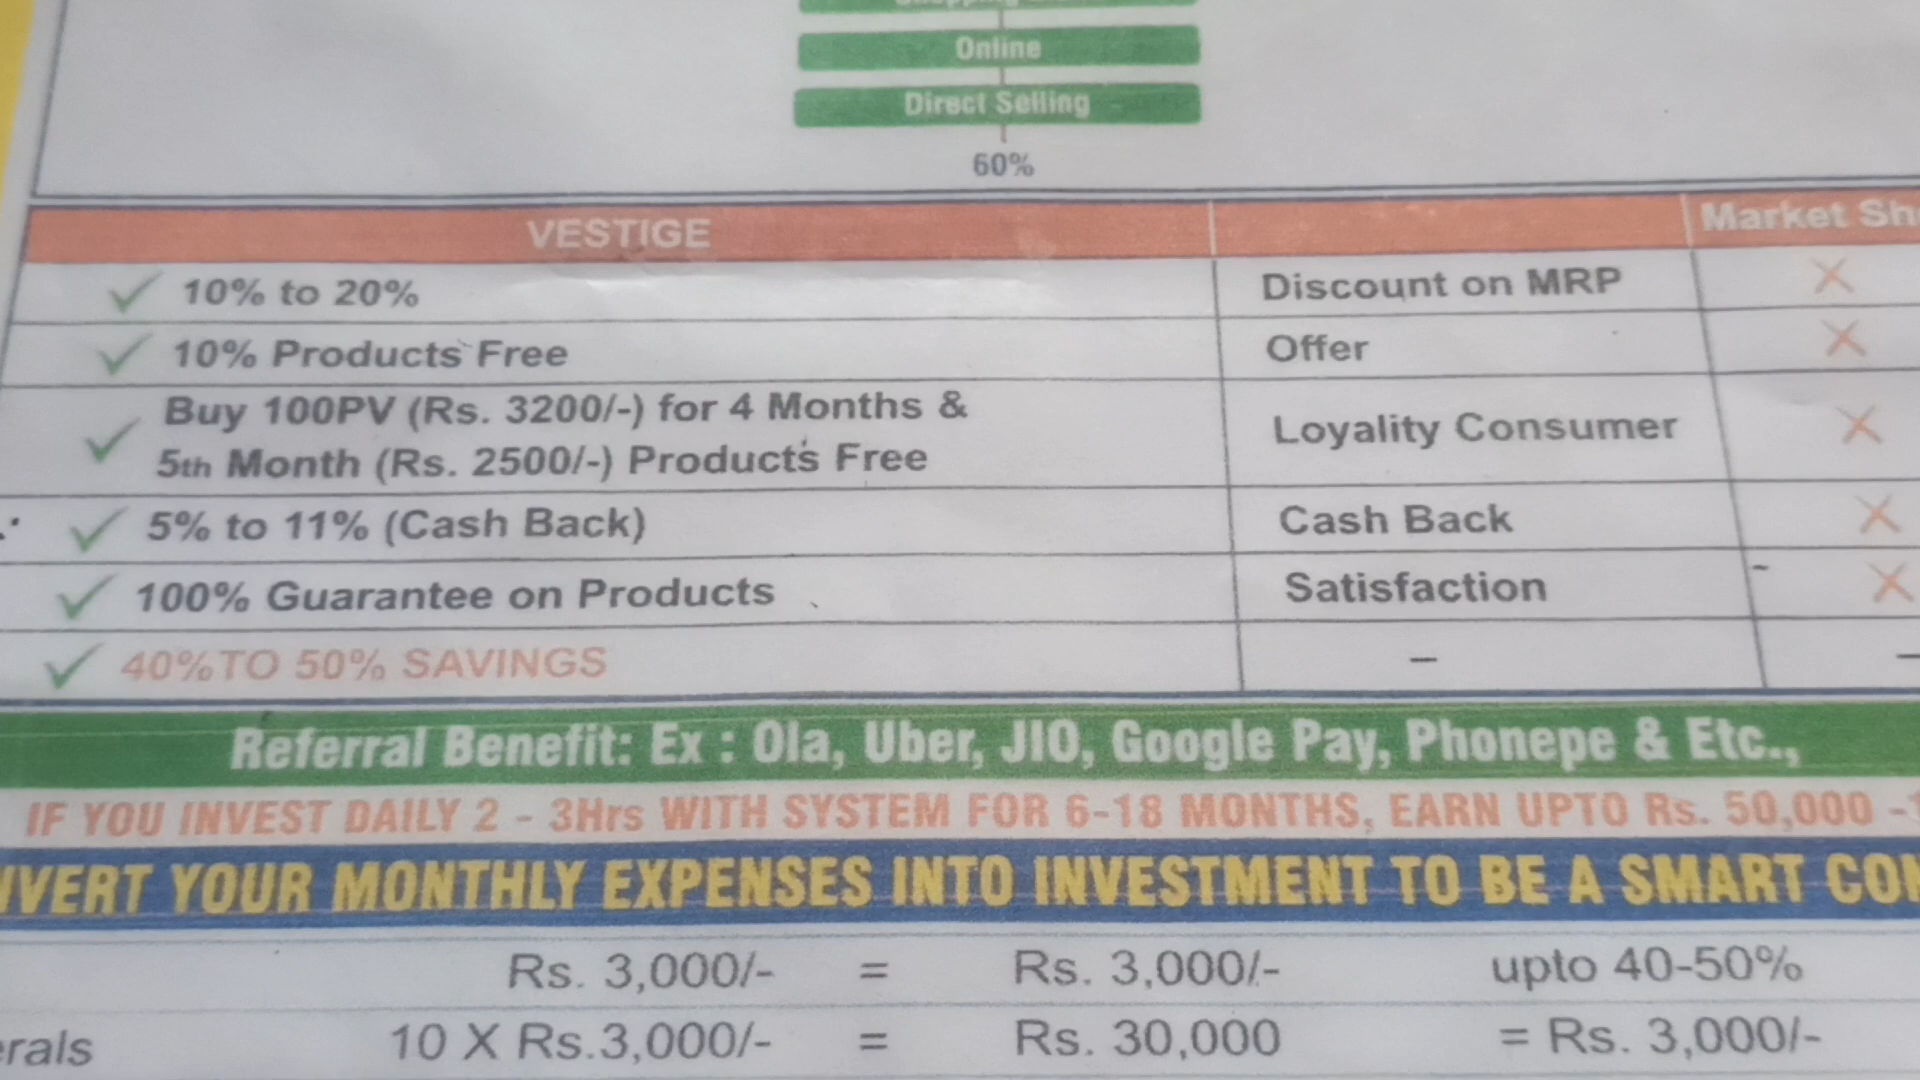 Online
Direct Selling
60%
VESTIGE
Market Sh
10% to 20%
Discount on MRP
10% Products Free
Offer
Buy 100PV (Rs. 3200/-) for 4 Months &
5th Month (Rs. 2500/-) Products Free
Loyality Consumer
5% to 11% (Cash Back)
Cash Back
100% Guarantee on Products
Satisfaction
40%TO 50% SAVINGS
–
–
Referral Benefit: Ex : Ola, Uber, JIO, Google Pay, Phonepe & Etc.,
IF YOU INVEST DAILY 2 - 3Hrs WITH SYSTEM FOR 6-18 MONTHS, EARN UPTO Rs. 50,000 -
NVERT YOUR MONTHLY EXPENSES INTO INVESTMENT TO BE A SMART CON
Rs. 3,000/- = Rs. 3,000/- upto 40-50%
errals 10 X Rs.3,000/- = Rs. 30,000 = Rs. 3,000/-